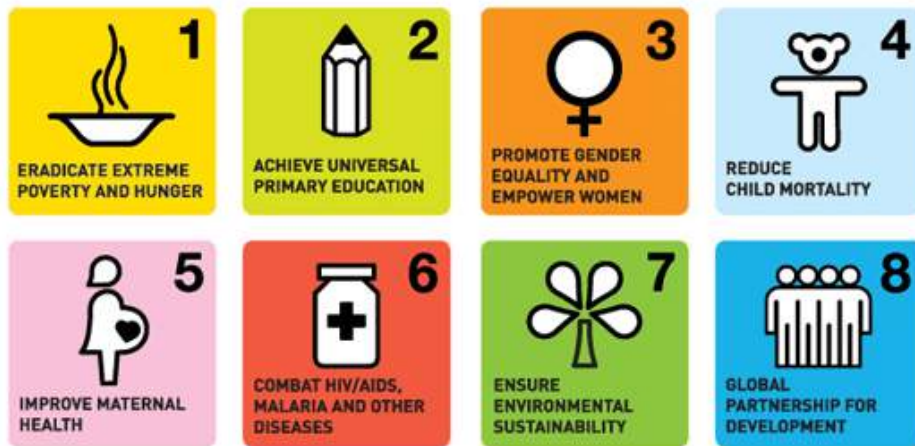 1
ERADICATE EXTREME
POVERTY AND HUNGER
2
ACHIEVE UNIVERSAL
PRIMARY EDUCATION
3
PROMOTE GENDER
EQUALITY AND
EMPOWER WOMEN
4
REDUCE
CHILD MORTALITY
5
IMPROVE MATERNAL
HEALTH
6
COMBAT HIV/AIDS,
MALARIA AND OTHER
DISEASES
7
ENSURE
ENVIRONMENTAL
SUSTAINABILITY
8
GLOBAL
PARTNERSHIP FOR
DEVELOPMENT